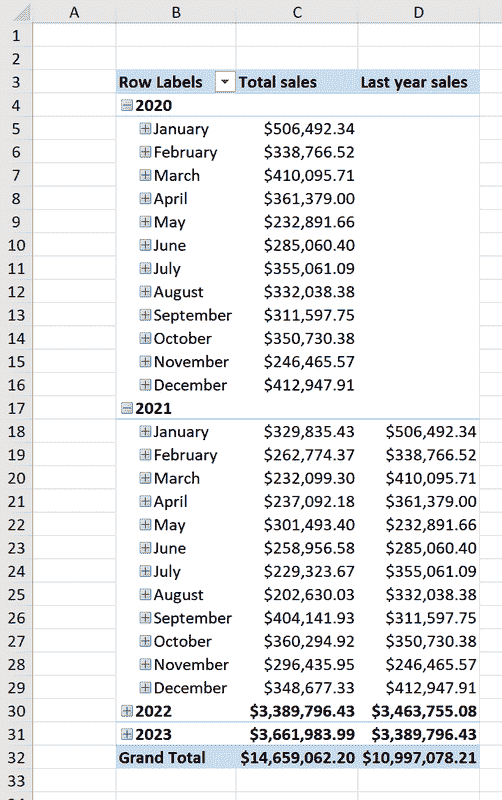 A B C D
1
2
3 Row Labels Total sales Last year sales
4 2020
5 January $506,492.34
6 February $338,766.52
7 March $410,095.71
8 April $361,379.00
9 May $232,891.66
10 June $285,060.40
11 July $355,061.09
12 August $332,038.38
13 September $311,597.75
14 October $350,730.38
15 November $246,465.57
16 December $412,947.91
17 2021
18 January $329,835.43 $506,492.34
19 February $262,774.37 $338,766.52
20 March $232,099.30 $410,095.71
21 April $237,092.18 $361,379.00
22 May $301,493.40 $232,891.66
23 June $258,956.58 $285,060.40
24 July $229,323.67 $355,061.09
25 August $202,630.03 $332,038.38
26 September $404,141.93 $311,597.75
27 October $360,294.92 $350,730.38
28 November $296,435.95 $246,465.57
29 December $348,677.33 $412,947.91
30 2022 $3,389,796.43 $3,463,755.08
31 2023 $3,661,983.99 $3,389,796.43
32 Grand Total $14,659,062.20 $10,997,078.21
33